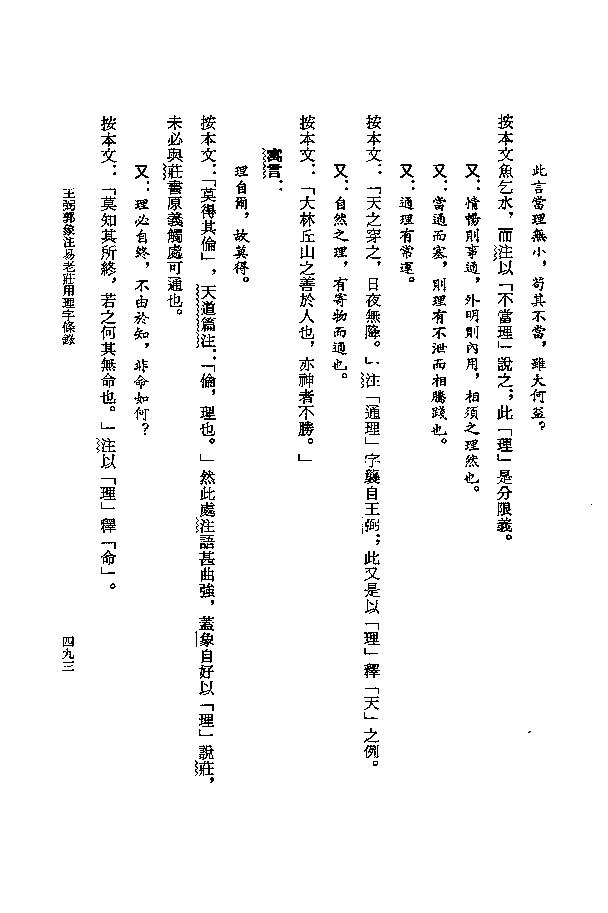 此言當理無小，苟其不當，雖大何益？
按本文魚乞水，而注以「不當理」說之；此「理」是分限義。
又：情暢則事通，外明則內用，相須之理然也。
又：當通而塞，則理有不泄而相騰踐也。
又：通理有常運。
按本文：「天之穿之，日夜無降。」注「通理」字襲自王弼；此又是以「理」釋「天」之例。
又：自然之理，有寄物而通也。
按本文：「大林丘山之善於人也，亦神者不勝。」
寓言：
理自爾，故莫得。
按本文：「莫得其倫」，天道篇注：「倫，理也。」然此處注語甚曲強，蓋象自好以「理」說莊，
未必與莊書原義觸處可通也。
又：理必自終，不由於知，非命如何？
按本文：「莫知其所終，若之何其無命也。」注以「理」釋「命」。
王弼郭象注易老莊用理字條錄
四九三